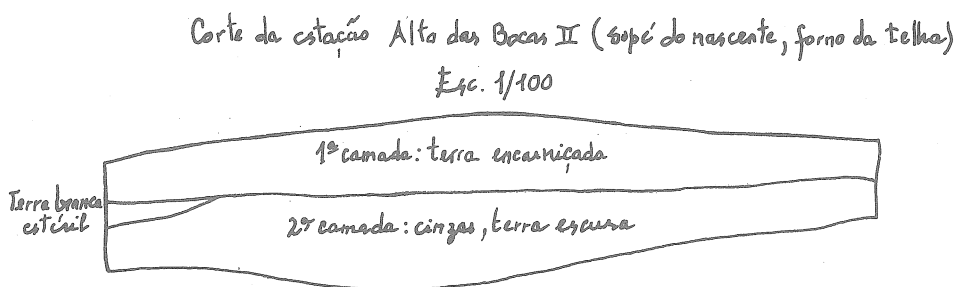 Corte da estação Alto das Bocas II (sopé do nascente, forno da telha)
Esc. 1/100
1ª camada: terra encarniçada
Terra branca
estéril
2ª camada: cinzas, terra escura